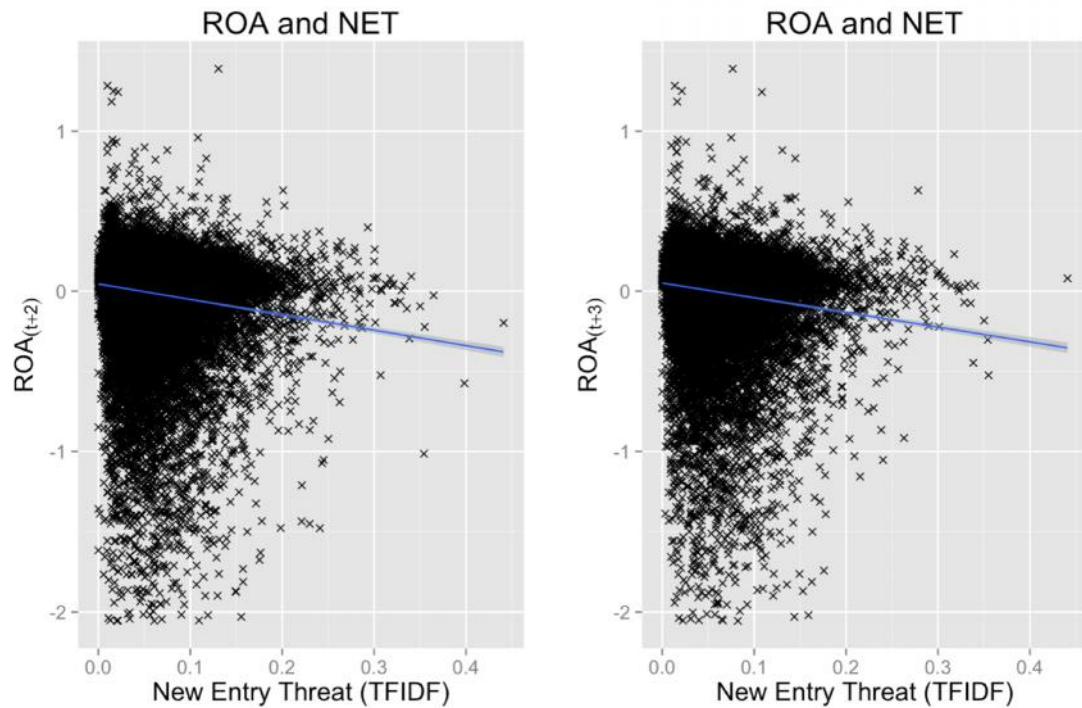 ROA and NET
1
0
-1
-2
ROA(t+2)
0.0 0.1 0.2 0.3 0.4
New Entry Threat (TFIDF)
ROA and NET
1
0
-1
-2
ROA(t+3)
0.0 0.1 0.2 0.3 0.4
New Entry Threat (TFIDF)